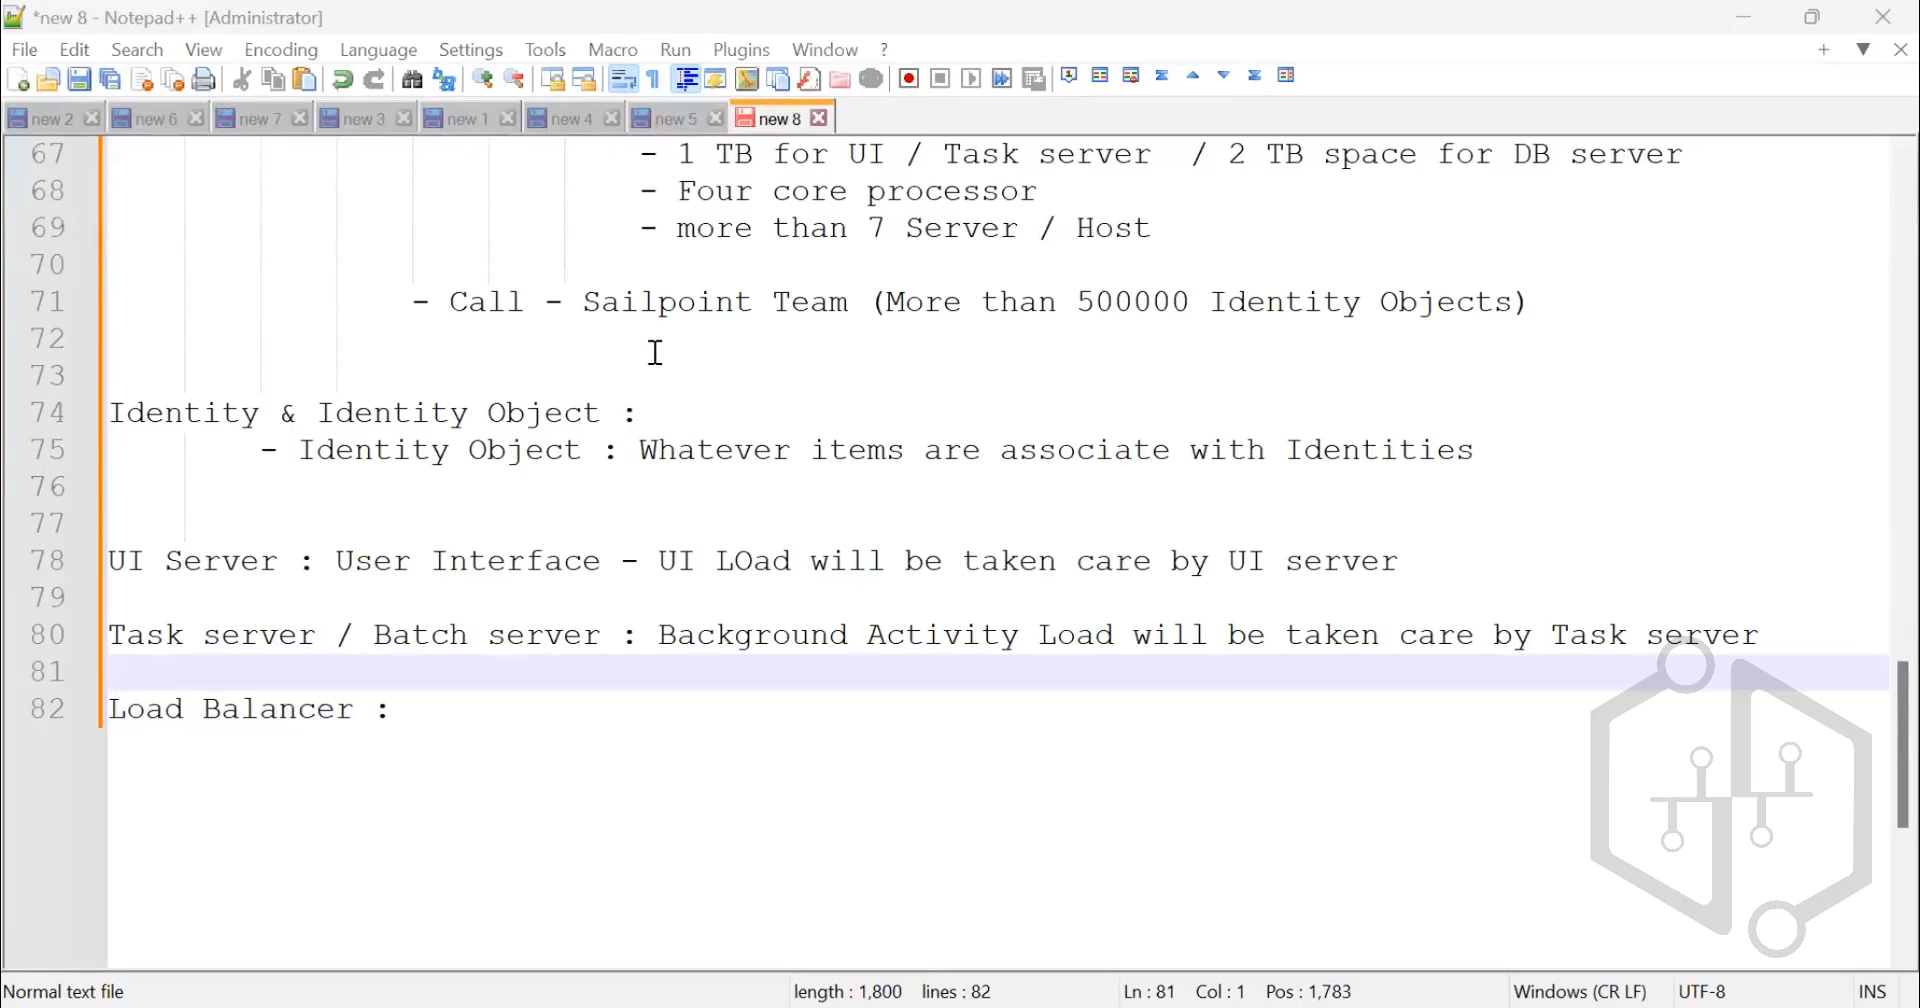 *new 8 - Notepad++ [Administrator]
File Edit Search View Encoding Language Settings Tools Macro Run Plugins Window ?
new 2 new 6 new 7 new 3 new 1 new 4 new 5 new 8
67 - 1 TB for UI / Task server / 2 TB space for DB server
68 - Four core processor
69 - more than 7 Server / Host
70
71 - Call - Sailpoint Team (More than 500000 Identity Objects)
72
73
74 Identity & Identity Object :
75 - Identity Object : Whatever items are associate with Identities
76
77
78 UI Server : User Interface - UI LOad will be taken care by UI server
79
80 Task server / Batch server : Background Activity Load will be taken care by Task server
81
82 Load Balancer :
Normal text file length : 1,800 lines : 82 Ln : 81 Col : 1 Pos : 1,783 Windows (CR LF) UTF-8 INS